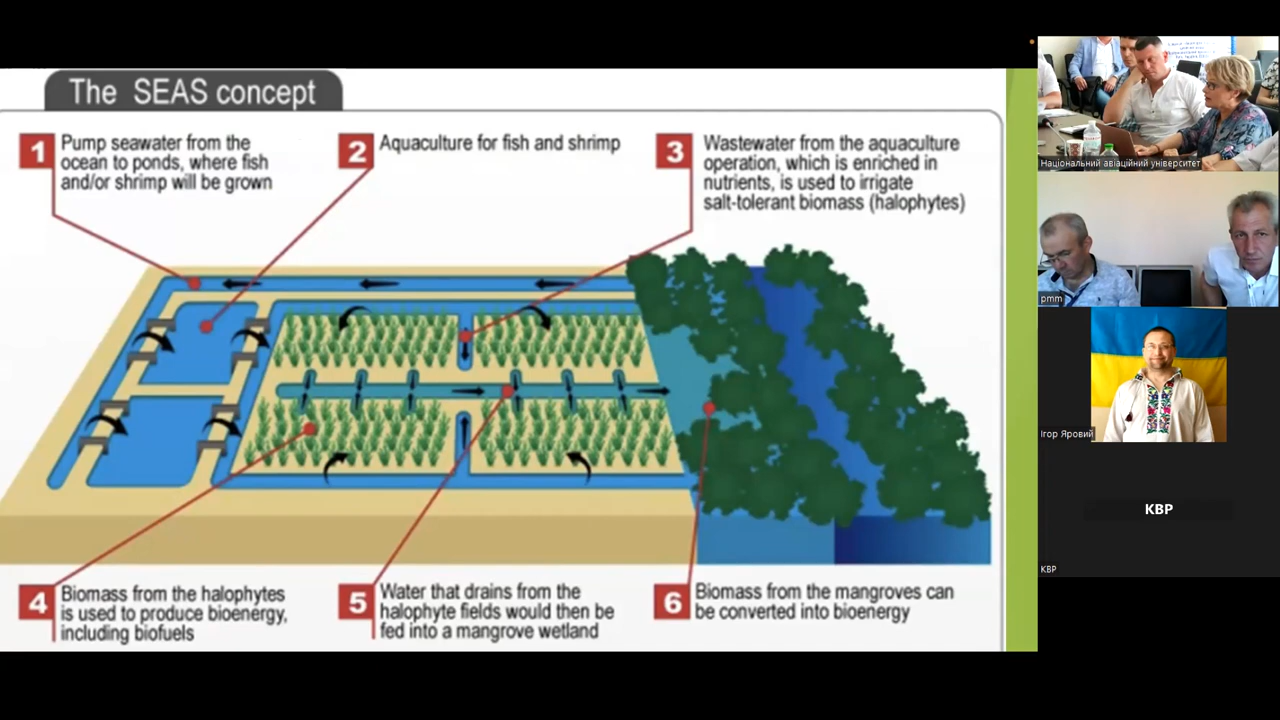 The SEAS concept
1
Pump seawater from the
ocean to ponds, where fish
and/or shrimp will be grown
2
Aquaculture for fish and shrimp
3
Wastewater from the aquaculture
operation, which is enriched in
nutrients, is used to irrigate
salt-tolerant biomass (halophytes)
4
Biomass from the halophytes
is used to produce bioenergy,
including biofuels
5
Water that drains from the
halophyte fields would then be
fed into a mangrove wetland
6
Biomass from the mangroves can
be converted into bioenergy
Національний авіаційний університет
pmm
Ігор Яровий
КВР
КВР